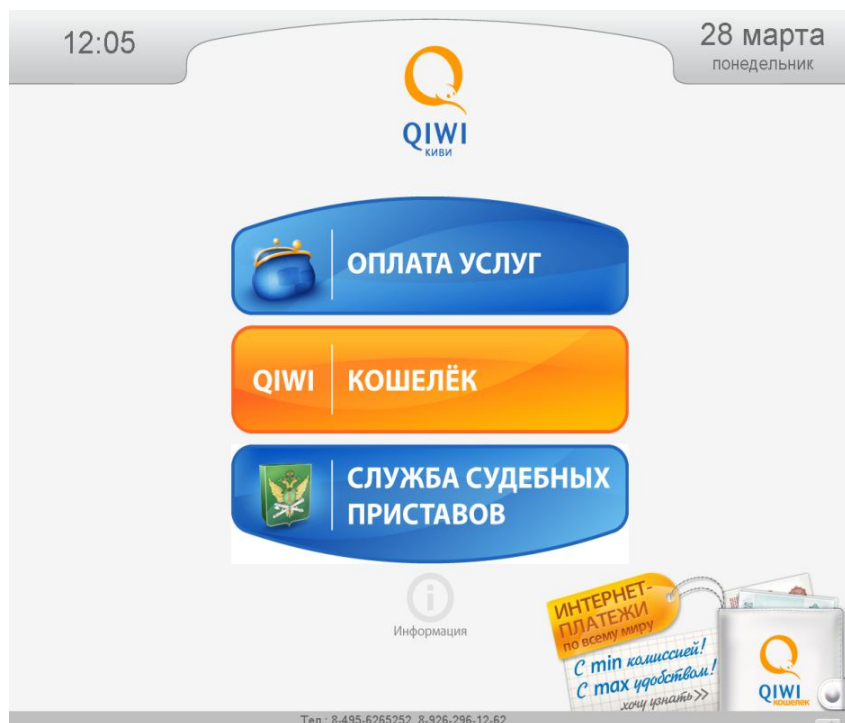 12:05
28 марта
понедельник
QIWI
КИВИ
ОПЛАТА УСЛУГ
QIWI КОШЕЛЁК
СЛУЖБА СУДЕБНЫХ
ПРИСТАВОВ
Информация
ИНТЕРНЕТ-
ПЛАТЕЖИ
по всему миру
С min комиссией!
С max удобством!
хочу узнать>>
QIWI
КОШЕЛЕК
Тел.: 8-495-6265252, 8-926-296-12-62